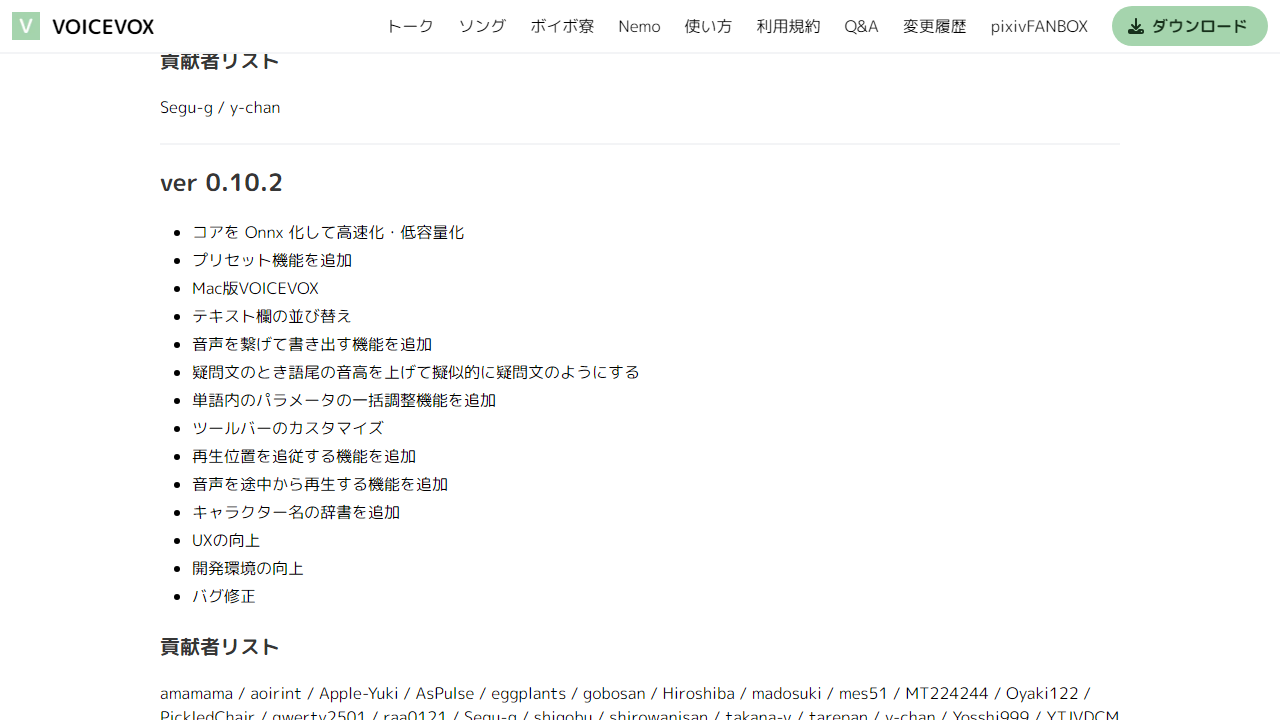 VOICEVOX
トーク ソング ボイボ寮 Nemo 使い方 利用規約 Q&A 変更履歴 pixivFANBOX ダウンロード
貢献者リスト
Segu-g / y-chan
ver 0.10.2
コアを Onnx 化して高速化・低容量化
プリセット機能を追加
Mac版VOICEVOX
テキスト欄の並び替え
音声を繋げて書き出す機能を追加
疑問文のとき語尾の音高を上げて擬似的に疑問文のようにする
単語内のパラメータの一括調整機能を追加
ツールバーのカスタマイズ
再生位置を追従する機能を追加
音声を途中から再生する機能を追加
キャラクター名の辞書を追加
UXの向上
開発環境の向上
バグ修正
貢献者リスト
amamama / aoirint / Apple-Yuki / AsPulse / eggplants / gobosan / Hiroshiba / madosuki / mes51 / MT224244 / Oyaki122 /
PickledChair / qwerty2501 / raa0121 / Segu-g / shigobu / shirowanisan / takana-v / tarepan / y-chan / Yosshi999 / YTJVDCM